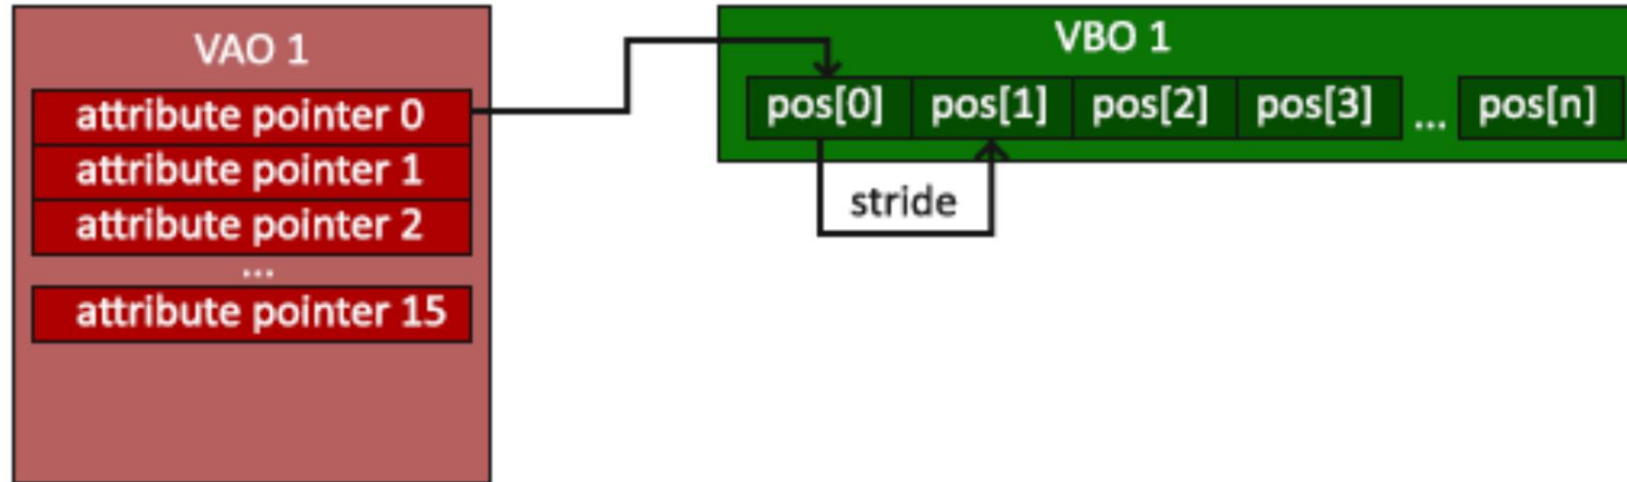 VAO 1
attribute pointer 0
attribute pointer 1
attribute pointer 2
...
attribute pointer 15
VBO 1
pos[0] pos[1] pos[2] pos[3] ... pos[n]
stride